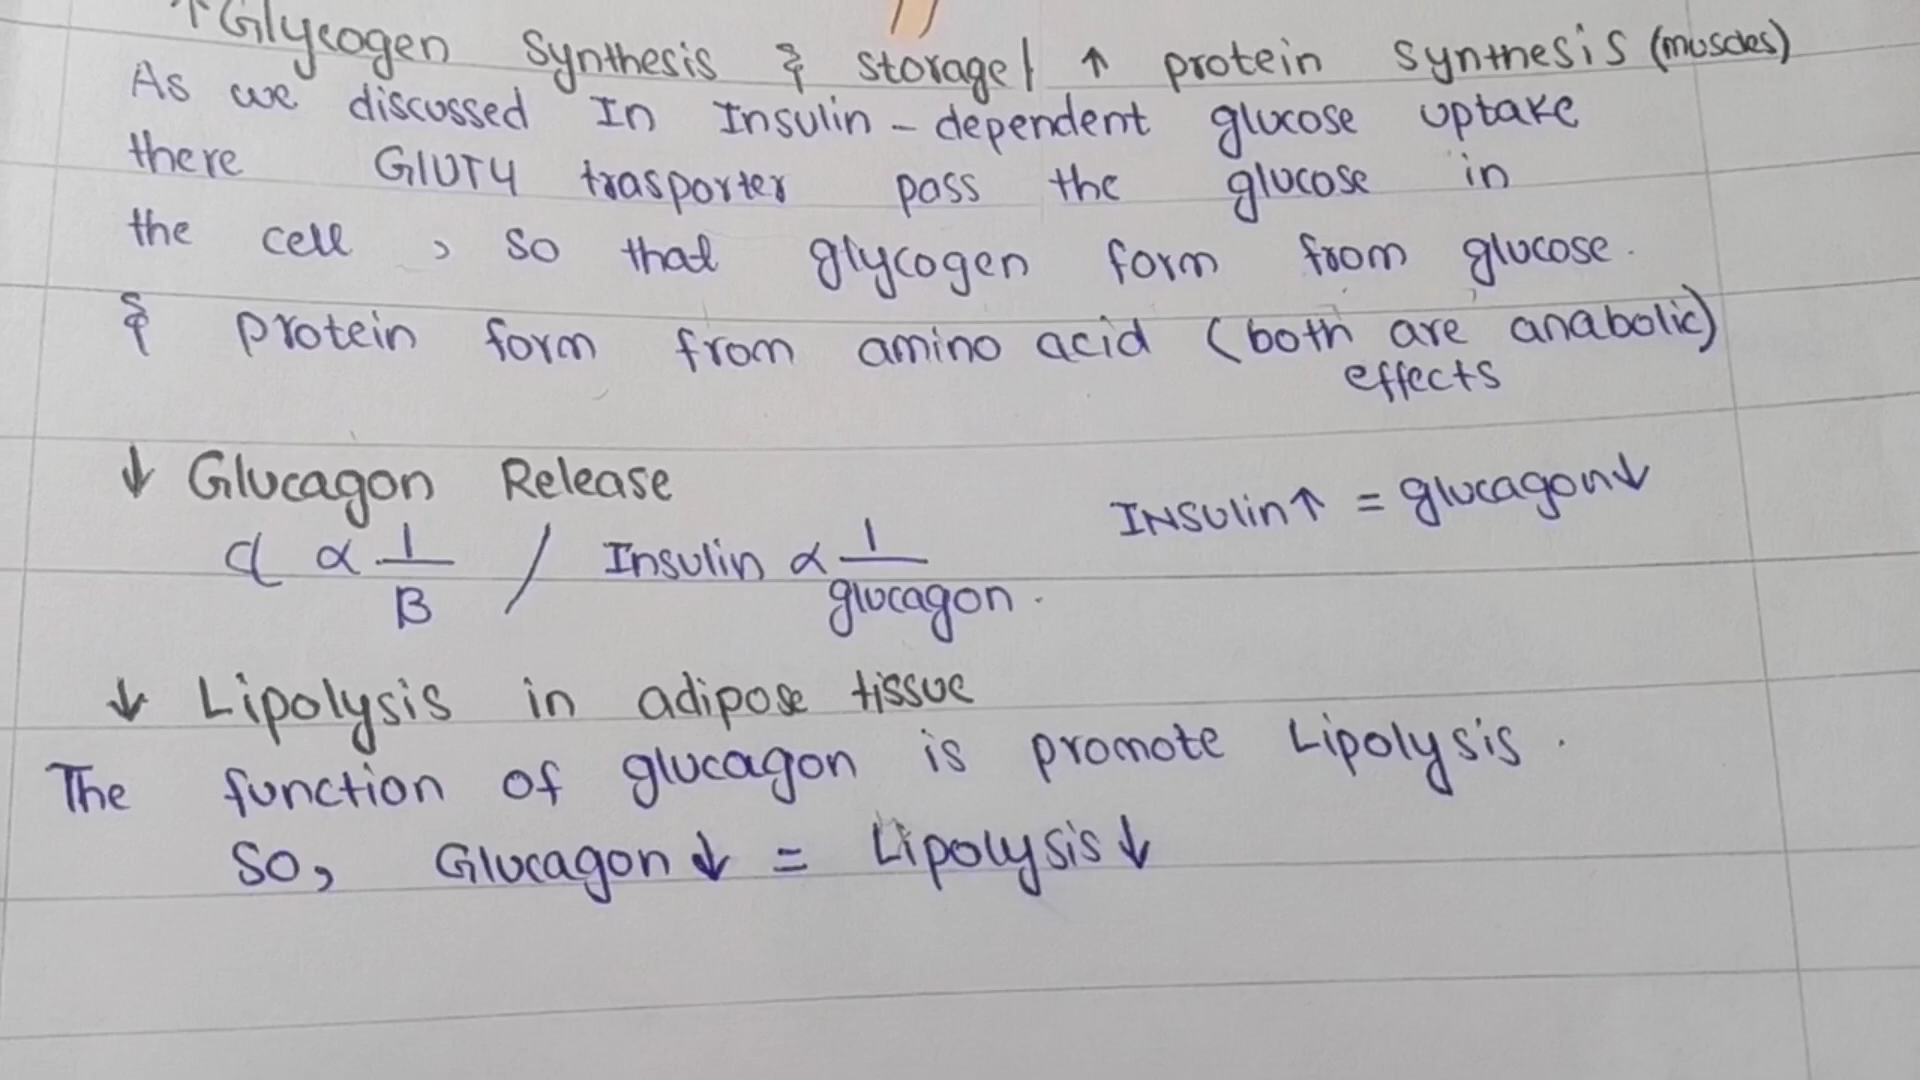 ↑ Glycogen Synthesis & storage / ↑ protein synthesis (muscles)
As we discussed In Insulin-dependent glucose uptake
there GlUT4 trasporter pass the glucose in
the cell, so that glycogen form from glucose.
& protein form from amino acid (both are anabolic)
effects
↓ Glucagon Release
Insulin↑ = glucagon↓
α ∝ 1/B / Insulin ∝ 1/glucagon.
↓ Lipolysis in adipose tissue
The function of glucagon is promote Lipolysis.
So, Glucagon↓ = Lipolysis↓